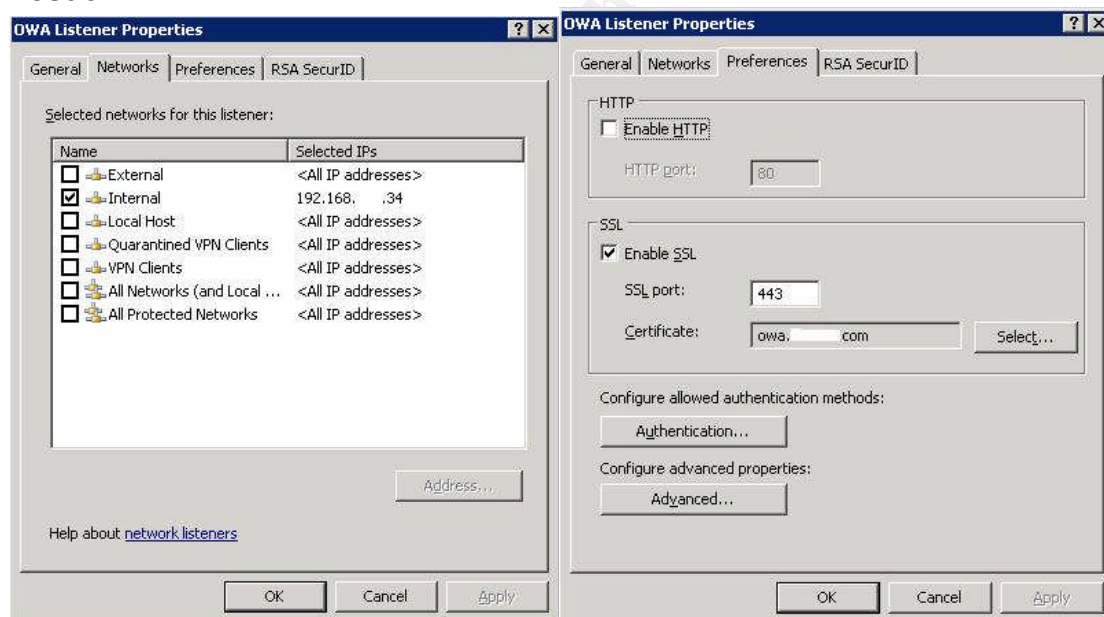 OWA Listener Properties
General Networks Preferences RSA SecurID
Selected networks for this listener:
Name Selected IPs
External <All IP addresses>
Internal 192.168. .34
Local Host <All IP addresses>
Quarantined VPN Clients <All IP addresses>
VPN Clients <All IP addresses>
All Networks (and Local ... <All IP addresses>
All Protected Networks <All IP addresses>
Address...
Help about network listeners
OK Cancel Apply
OWA Listener Properties
General Networks Preferences RSA SecurID
HTTP
Enable HTTP
HTTP port: 80
SSL
Enable SSL
SSL port: 443
Certificate: owa. com Select...
Configure allowed authentication methods:
Authentication...
Configure advanced properties:
Advanced...
OK Cancel Apply